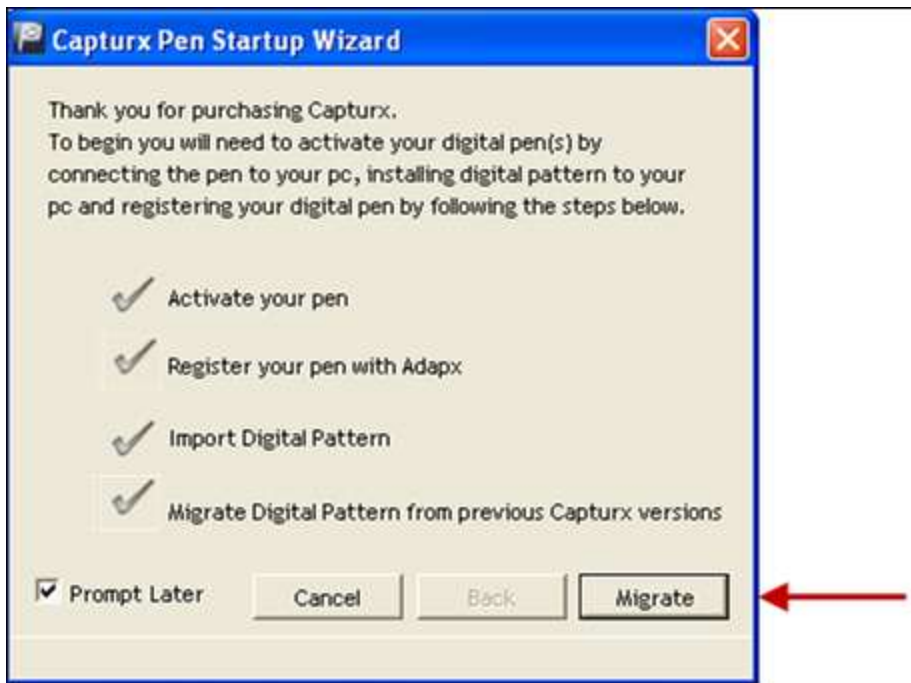 Capturx Pen Startup Wizard
Thank you for purchasing Capturx.
To begin you will need to activate your digital pen(s) by
connecting the pen to your pc, installing digital pattern to your
pc and registering your digital pen by following the steps below.
Activate your pen
Register your pen with Adapx
Import Digital Pattern
Migrate Digital Pattern from previous Capturx versions
Prompt Later Cancel Back Migrate